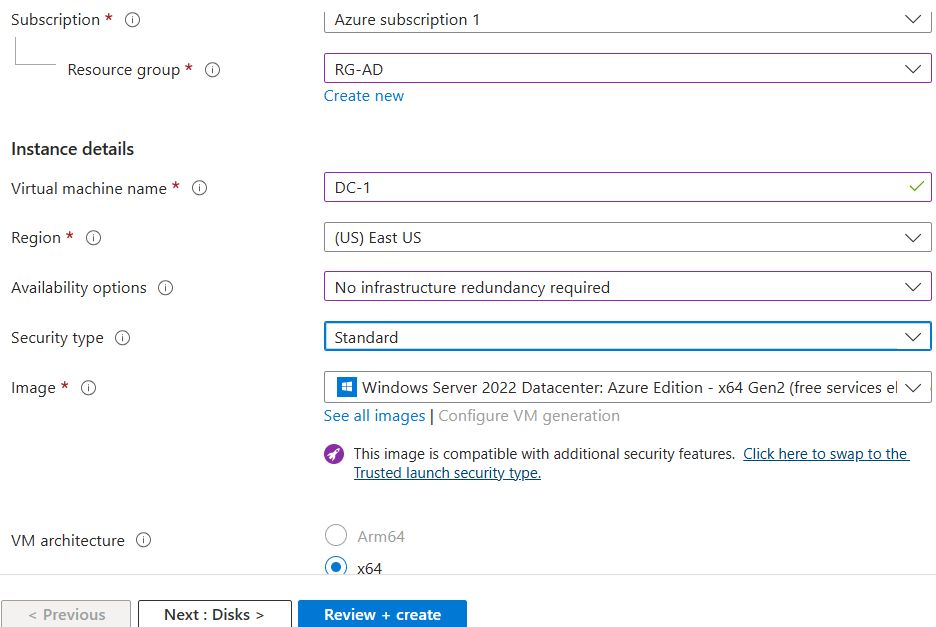 Subscription *
Azure subscription 1
Resource group *
RG-AD
Create new
Instance details
Virtual machine name *
DC-1
Region *
(US) East US
Availability options
No infrastructure redundancy required
Security type
Standard
Image *
Windows Server 2022 Datacenter: Azure Edition - x64 Gen2 (free services
See all images | Configure VM generation
This image is compatible with additional security features. Click here to swap to the
Trusted launch security type.
VM architecture
Arm64
x64
< Previous
Next : Disks >
Review + create